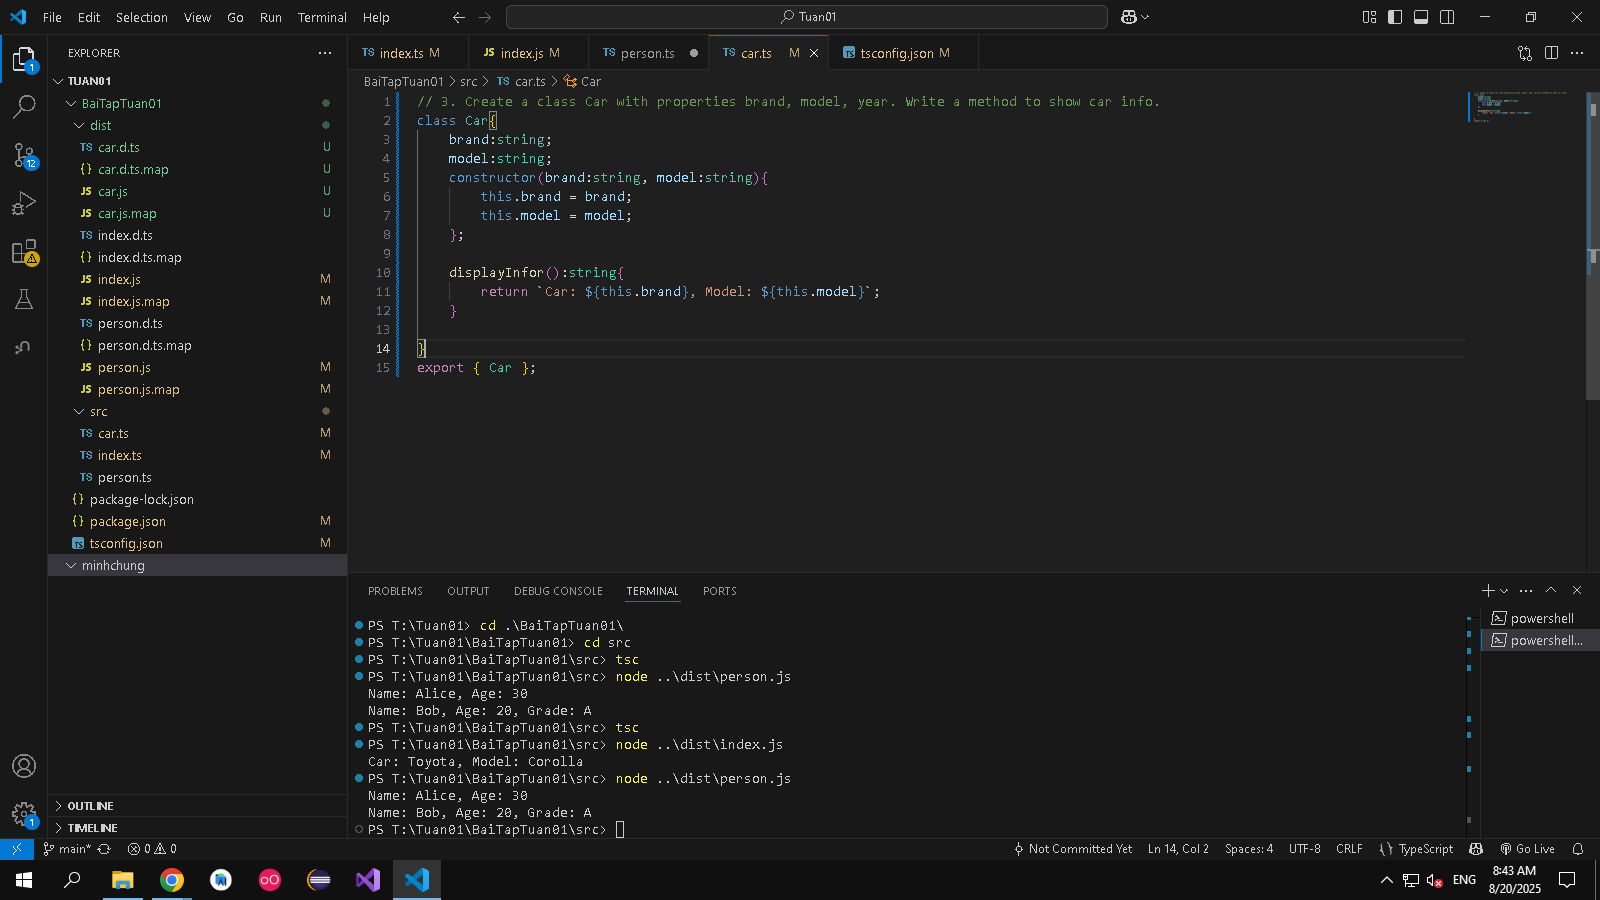 File Edit Selection View Go Run Terminal Help
Tuan01
EXPLORER
TUAN01
BaiTapTuan01
dist
TS car.d.ts U
{} car.d.ts.map U
JS car.js U
JS car.js.map U
TS index.d.ts
{} index.d.ts.map
JS index.js M
JS index.js.map M
TS person.d.ts
{} person.d.ts.map
JS person.js M
JS person.js.map M
src
TS car.ts M
TS index.ts M
TS person.ts
{} package-lock.json
{} package.json M
TS tsconfig.json M
minhchung
OUTLINE
TIMELINE
1
12
1
TS index.ts M JS index.js M TS person.ts TS car.ts M TS tsconfig.json M
BaiTapTuan01 > src > TS car.ts > Car
1 // 3. Create a class Car with properties brand, model, year. Write a method to show car info.
2 class Car{
3 brand:string;
4 model:string;
5 constructor(brand:string, model:string){
6 this.brand = brand;
7 this.model = model;
8 };
9
10 displayInfor():string{
11 return `Car: ${this.brand}, Model: ${this.model}`;
12 }
13
14 }
15 export { Car };
PROBLEMS OUTPUT DEBUG CONSOLE TERMINAL PORTS
PS T:\Tuan01> cd .\BaiTapTuan01\
PS T:\Tuan01\BaiTapTuan01> cd src
PS T:\Tuan01\BaiTapTuan01\src> tsc
PS T:\Tuan01\BaiTapTuan01\src> node ..\dist\person.js
Name: Alice, Age: 30
Name: Bob, Age: 20, Grade: A
PS T:\Tuan01\BaiTapTuan01\src> tsc
PS T:\Tuan01\BaiTapTuan01\src> node ..\dist\index.js
Car: Toyota, Model: Corolla
PS T:\Tuan01\BaiTapTuan01\src> node ..\dist\person.js
Name: Alice, Age: 30
Name: Bob, Age: 20, Grade: A
PS T:\Tuan01\BaiTapTuan01\src>
powershell
powershell...
main* 0 0 Not Committed Yet Ln 14, Col 2 Spaces: 4 UTF-8 CRLF {} TypeScript Go Live
ENG
8:43 AM
8/20/2025